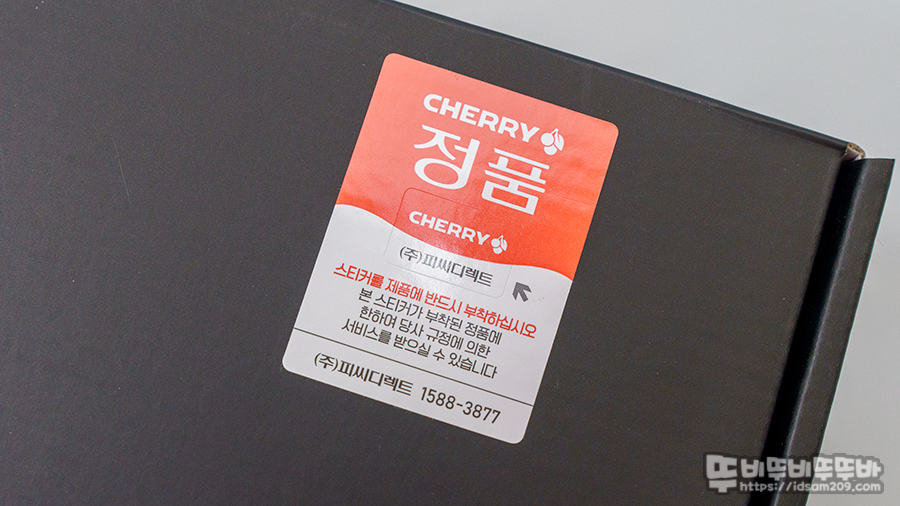 CHERRY
정품
CHERRY
(주)피씨디렉트
스티커를 제품에 반드시 부착하십시오
본 스티커가 부착된 정품에
한하여 당사 규정에 의한
서비스를 받으실 수 있습니다
(주)피씨디렉트 1588-3877
뚜비뚜비뚜뚜바
https://idsam209.com